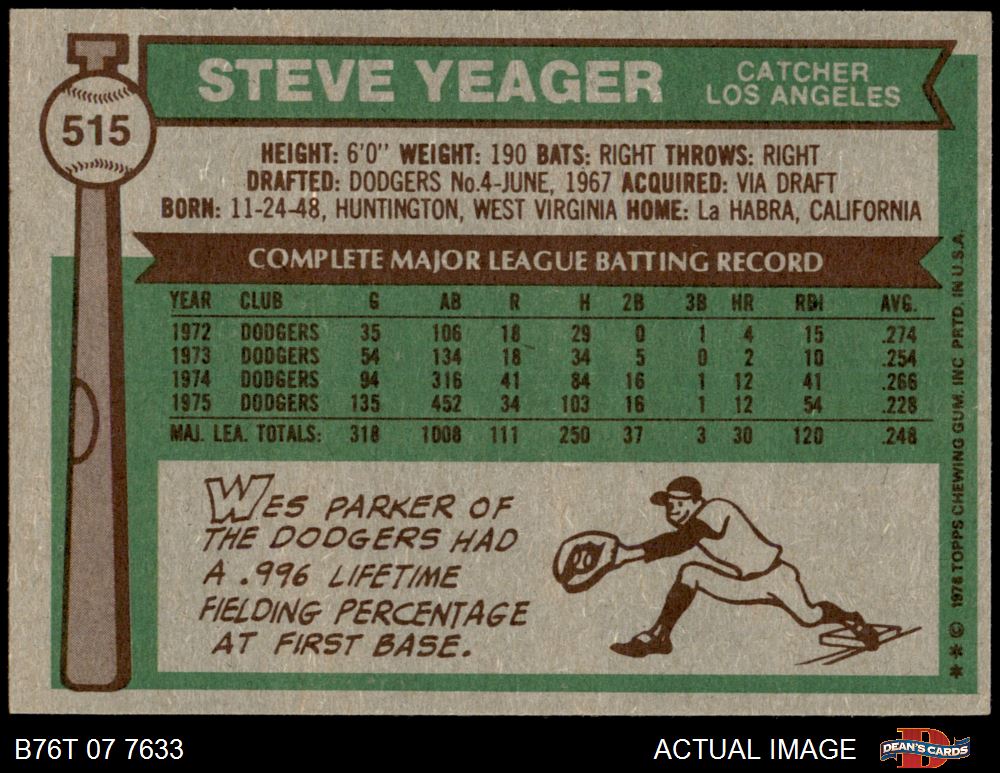 STEVE YEAGER
CATCHER
LOS ANGELES
515
HEIGHT: 6'0" WEIGHT: 190 BATS: RIGHT THROWS: RIGHT
DRAFTED: DODGERS No.4-JUNE, 1967 ACQUIRED: VIA DRAFT
BORN: 11-24-48, HUNTINGTON, WEST VIRGINIA HOME: La HABRA, CALIFORNIA
COMPLETE MAJOR LEAGUE BATTING RECORD
YEAR CLUB G AB R H 2B 3B HR RBI AVG.
1972 DODGERS 35 106 18 29 0 1 4 15 .274
1973 DODGERS 54 134 18 34 5 0 2 10 .254
1974 DODGERS 94 316 41 84 16 1 12 41 .266
1975 DODGERS 135 452 34 103 16 1 12 54 .228
MAJ. LEA. TOTALS: 318 1008 111 250 37 3 30 120 .248
WES PARKER OF
THE DODGERS HAD
A .996 LIFETIME
FIELDING PERCENTAGE
AT FIRST BASE.
* * © 1976 TOPPS CHEWING GUM, INC PRTD. IN U.S.A.
B76T 07 7633
ACTUAL IMAGE
DEAN'S CARDS